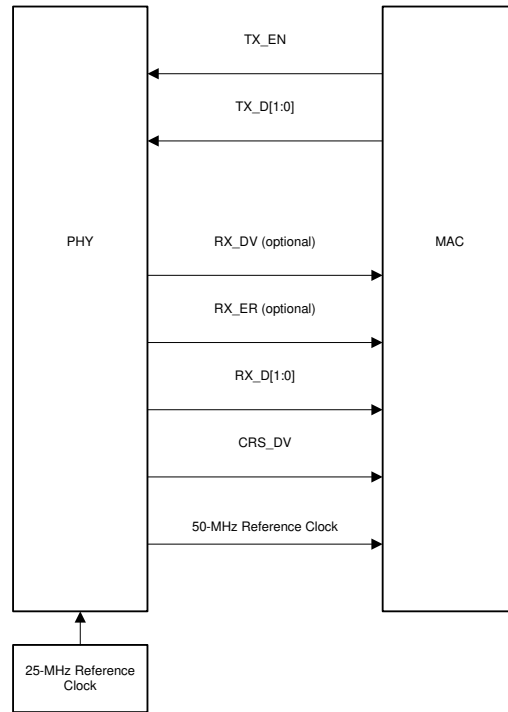 TX_EN
TX_D[1:0]
PHY
RX_DV (optional)
MAC
RX_ER (optional)
RX_D[1:0]
CRS_DV
50-MHz Reference Clock
25-MHz Reference
Clock